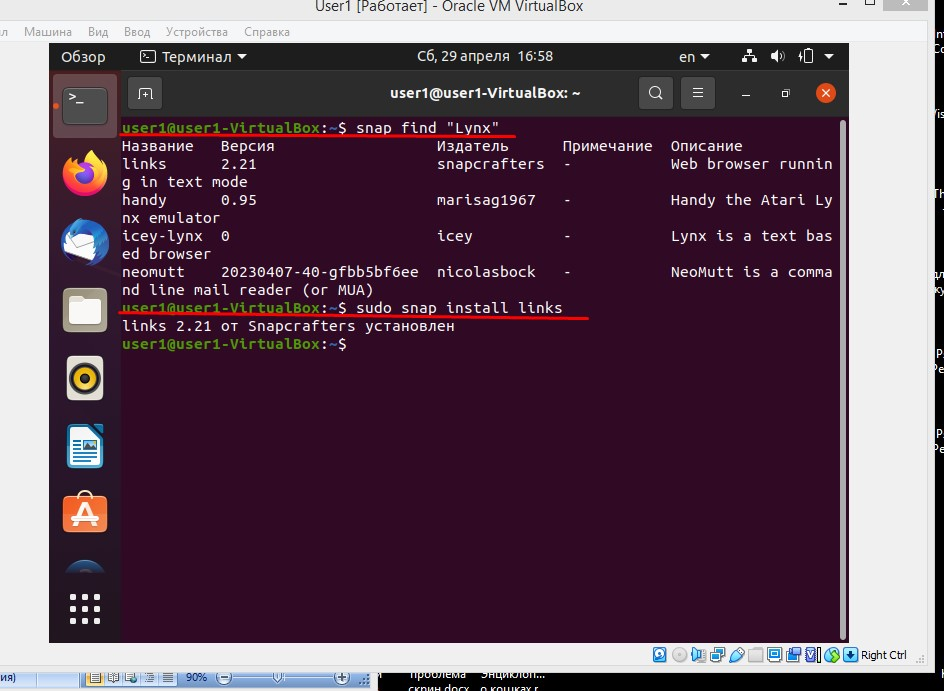 User1 [Работает] - Oracle VM VirtualBox
Машина Вид Ввод Устройства Справка
Обзор Терминал Сб, 29 апреля 16:58 en
user1@user1-VirtualBox: ~
user1@user1-VirtualBox:~$ snap find "Lynx"
Название Версия Издатель Примечание Описание
links 2.21 snapcrafters - Web browser runnin
g in text mode
handy 0.95 marisag1967 - Handy the Atari Ly
nx emulator
icey-lynx 0 icey - Lynx is a text bas
ed browser
neomutt 20230407-40-gfbb5bf6ee nicolasbock - NeoMutt is a comma
nd line mail reader (or MUA)
user1@user1-VirtualBox:~$ sudo snap install links
links 2.21 от Snapcrafters установлен
user1@user1-VirtualBox:~$
Right Ctrl
90%
проблема Энциклоп...
скрин.docx о кошках.r